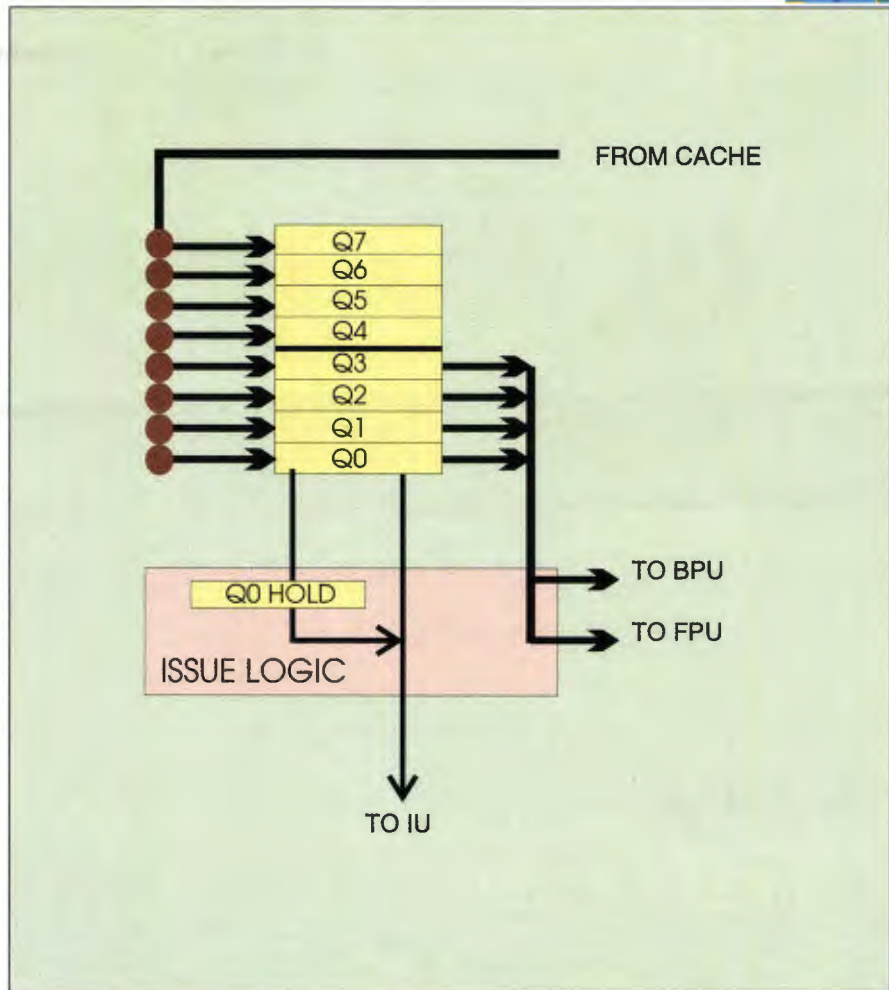 FROM CACHE
Q7
Q6
Q5
Q4
Q3
Q2
Q1
Q0
TO BPU
Q0 HOLD
TO FPU
ISSUE LOGIC
TO IU